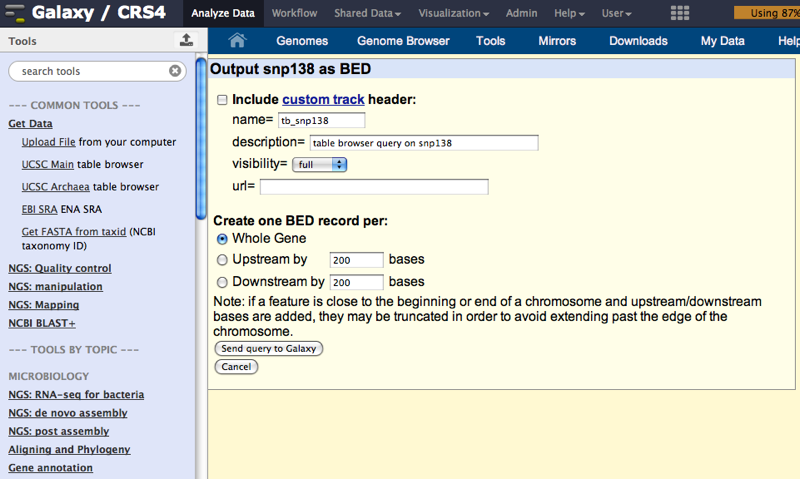 Galaxy / CRS4
Analyze Data Workflow Shared Data Visualization Admin Help User Using 87%
Tools
Genomes Genome Browser Tools Mirrors Downloads My Data Help
search tools
--- COMMON TOOLS ---
Get Data
Upload File from your computer
UCSC Main table browser
UCSC Archaea table browser
EBI SRA ENA SRA
Get FASTA from taxid (NCBI
taxonomy ID)
NGS: Quality control
NGS: manipulation
NGS: Mapping
NCBI BLAST+
--- TOOLS BY TOPIC ---
MICROBIOLOGY
NGS: RNA-seq for bacteria
NGS: de novo assembly
NGS: post assembly
Aligning and Phylogeny
Gene annotation
Output snp138 as BED
Include custom track header:
name= tb_snp138
description= table browser query on snp138
visibility= full
url=
Create one BED record per:
Whole Gene
Upstream by 200 bases
Downstream by 200 bases
Note: if a feature is close to the beginning or end of a chromosome and upstream/downstream
bases are added, they may be truncated in order to avoid extending past the edge of the
chromosome.
Send query to Galaxy
Cancel